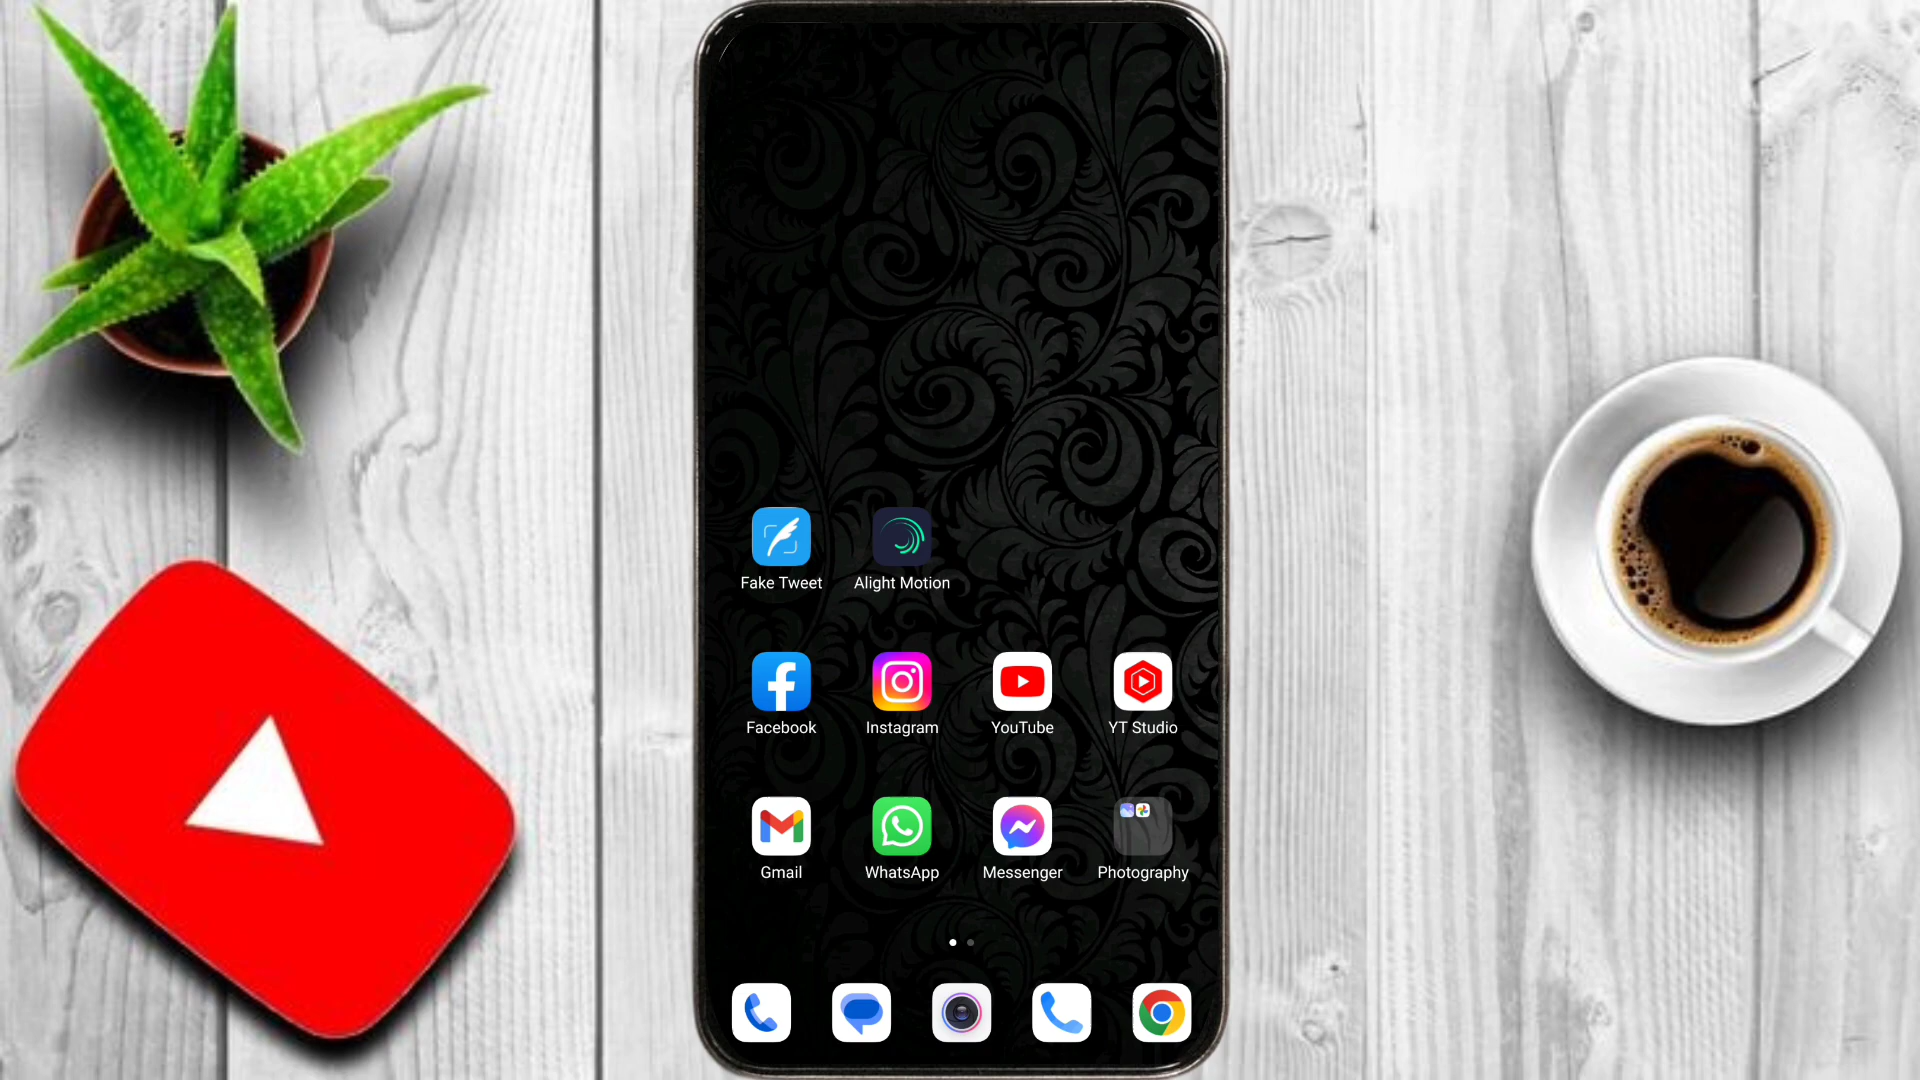 Fake Tweet Alight Motion
Facebook Instagram YouTube YT Studio
Gmail WhatsApp Messenger Photography